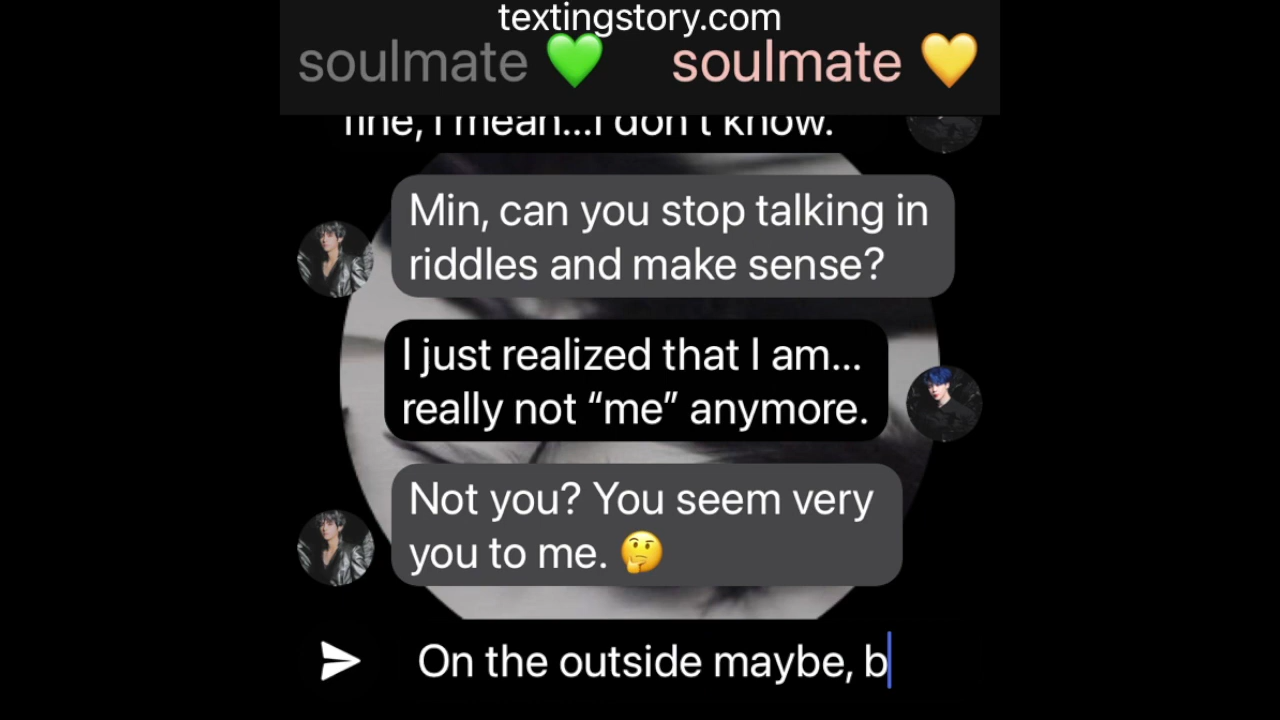 textingstory.com
soulmate 💚 soulmate 💛
fine, I mean...I don't know.
Min, can you stop talking in
riddles and make sense?
I just realized that I am...
really not “me” anymore.
Not you? You seem very
you to me. 🤔
On the outside maybe, b